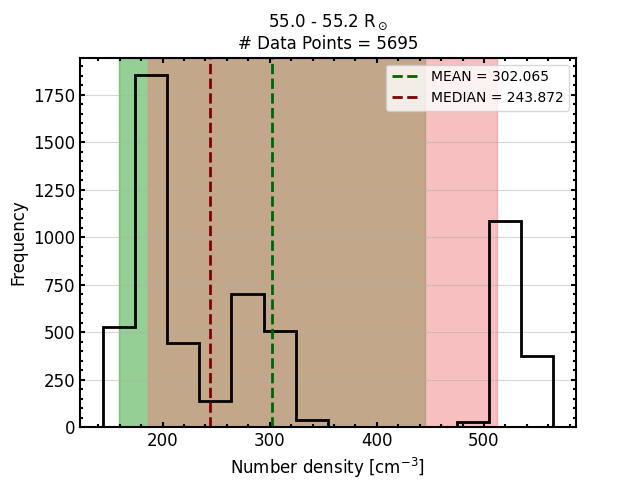 55.0 - 55.2 R⊙
# Data Points = 5695
MEAN = 302.065
MEDIAN = 243.872
Frequency
1750
1500
1250
1000
750
500
250
0
200
300
400
500
Number density [cm⁻³]